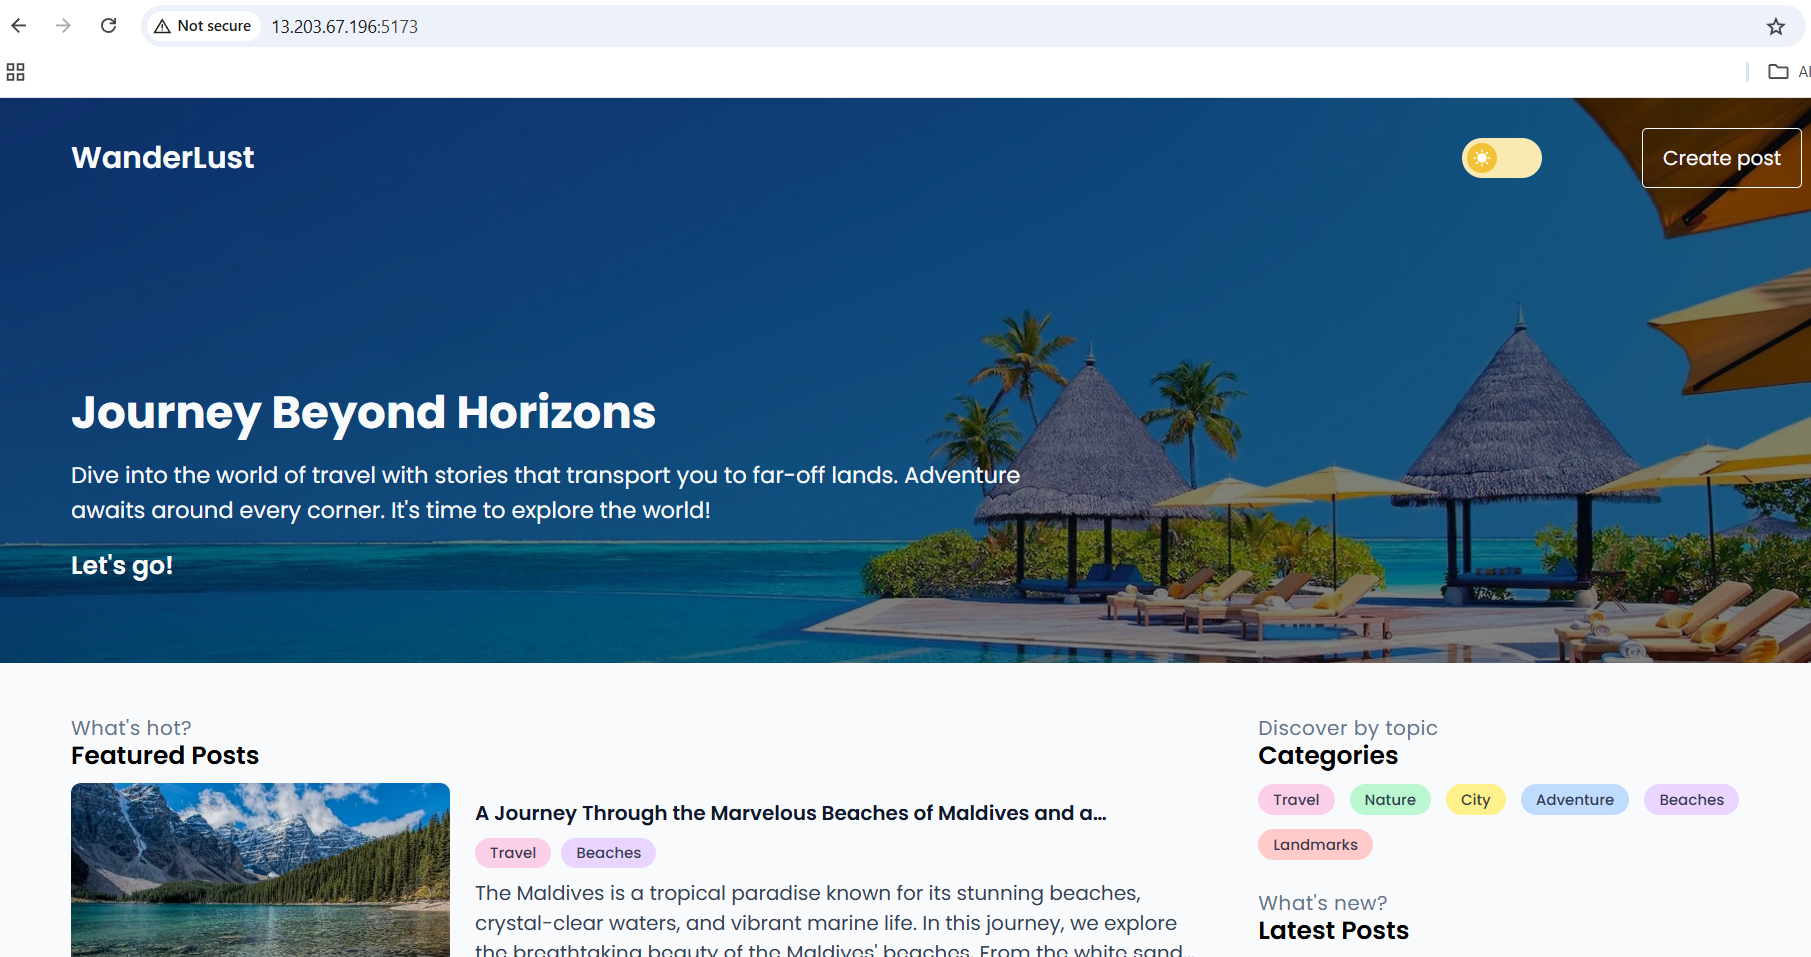 Not secure
13.203.67.196:5173
WanderLust
Create post
Journey Beyond Horizons
Dive into the world of travel with stories that transport you to far-off lands. Adventure
awaits around every corner. It's time to explore the world!
Let's go!
What's hot?
Featured Posts
A Journey Through the Marvelous Beaches of Maldives and a...
Travel
Beaches
The Maldives is a tropical paradise known for its stunning beaches,
crystal-clear waters, and vibrant marine life. In this journey, we explore
the breathtaking beauty of the Maldives' beaches. From the white sand...
Discover by topic
Categories
Travel Nature City Adventure Beaches
Landmarks
What's new?
Latest Posts